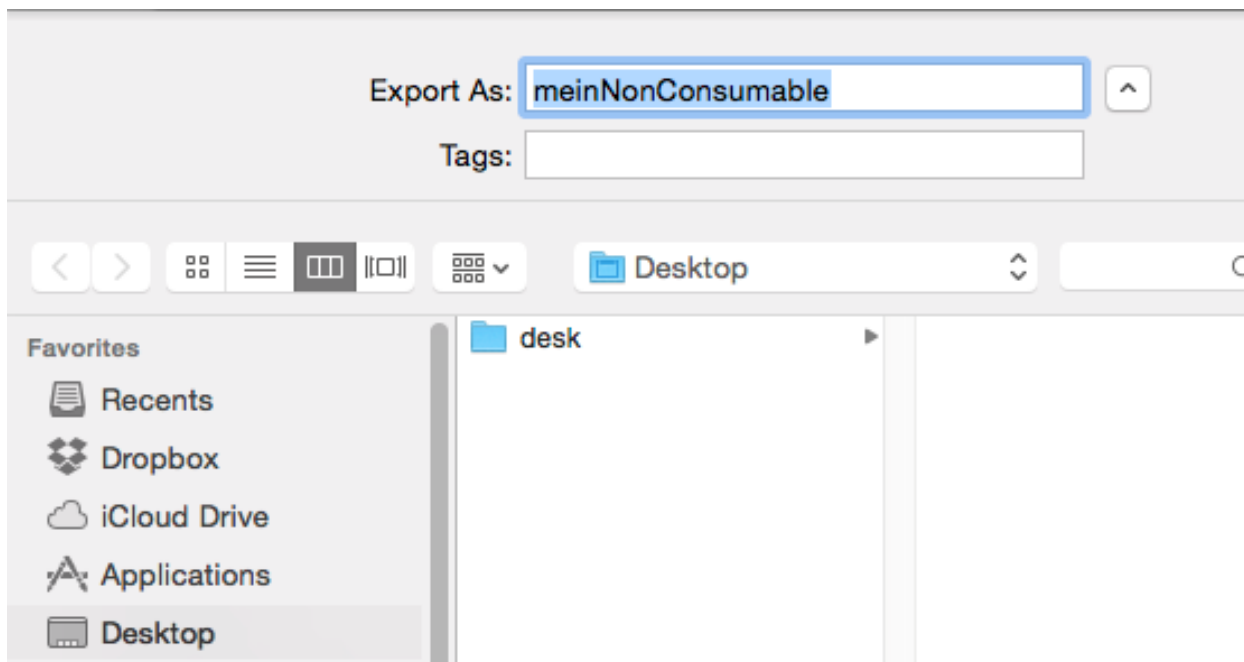 Export As: meinNonConsumable
Tags:
Desktop
Favorites
desk
Recents
Dropbox
iCloud Drive
Applications
Desktop